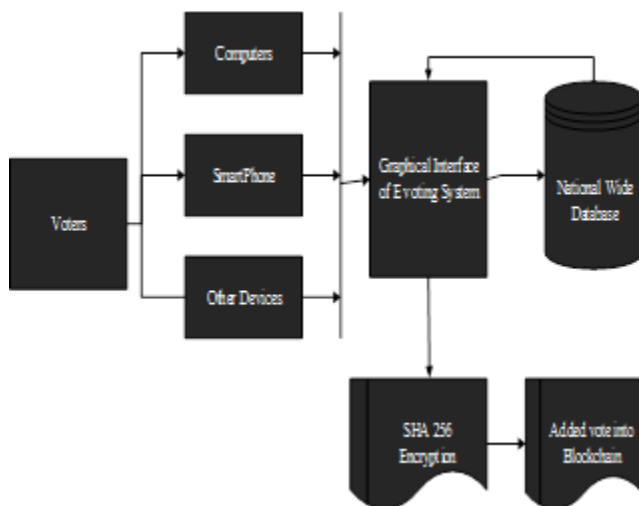 Computers
SmartPhone
Voters
Other Devices
Graphical Interface
of Evoting System
National Wide
Database
SHA 256
Encryption
Added vote into
Blockchain